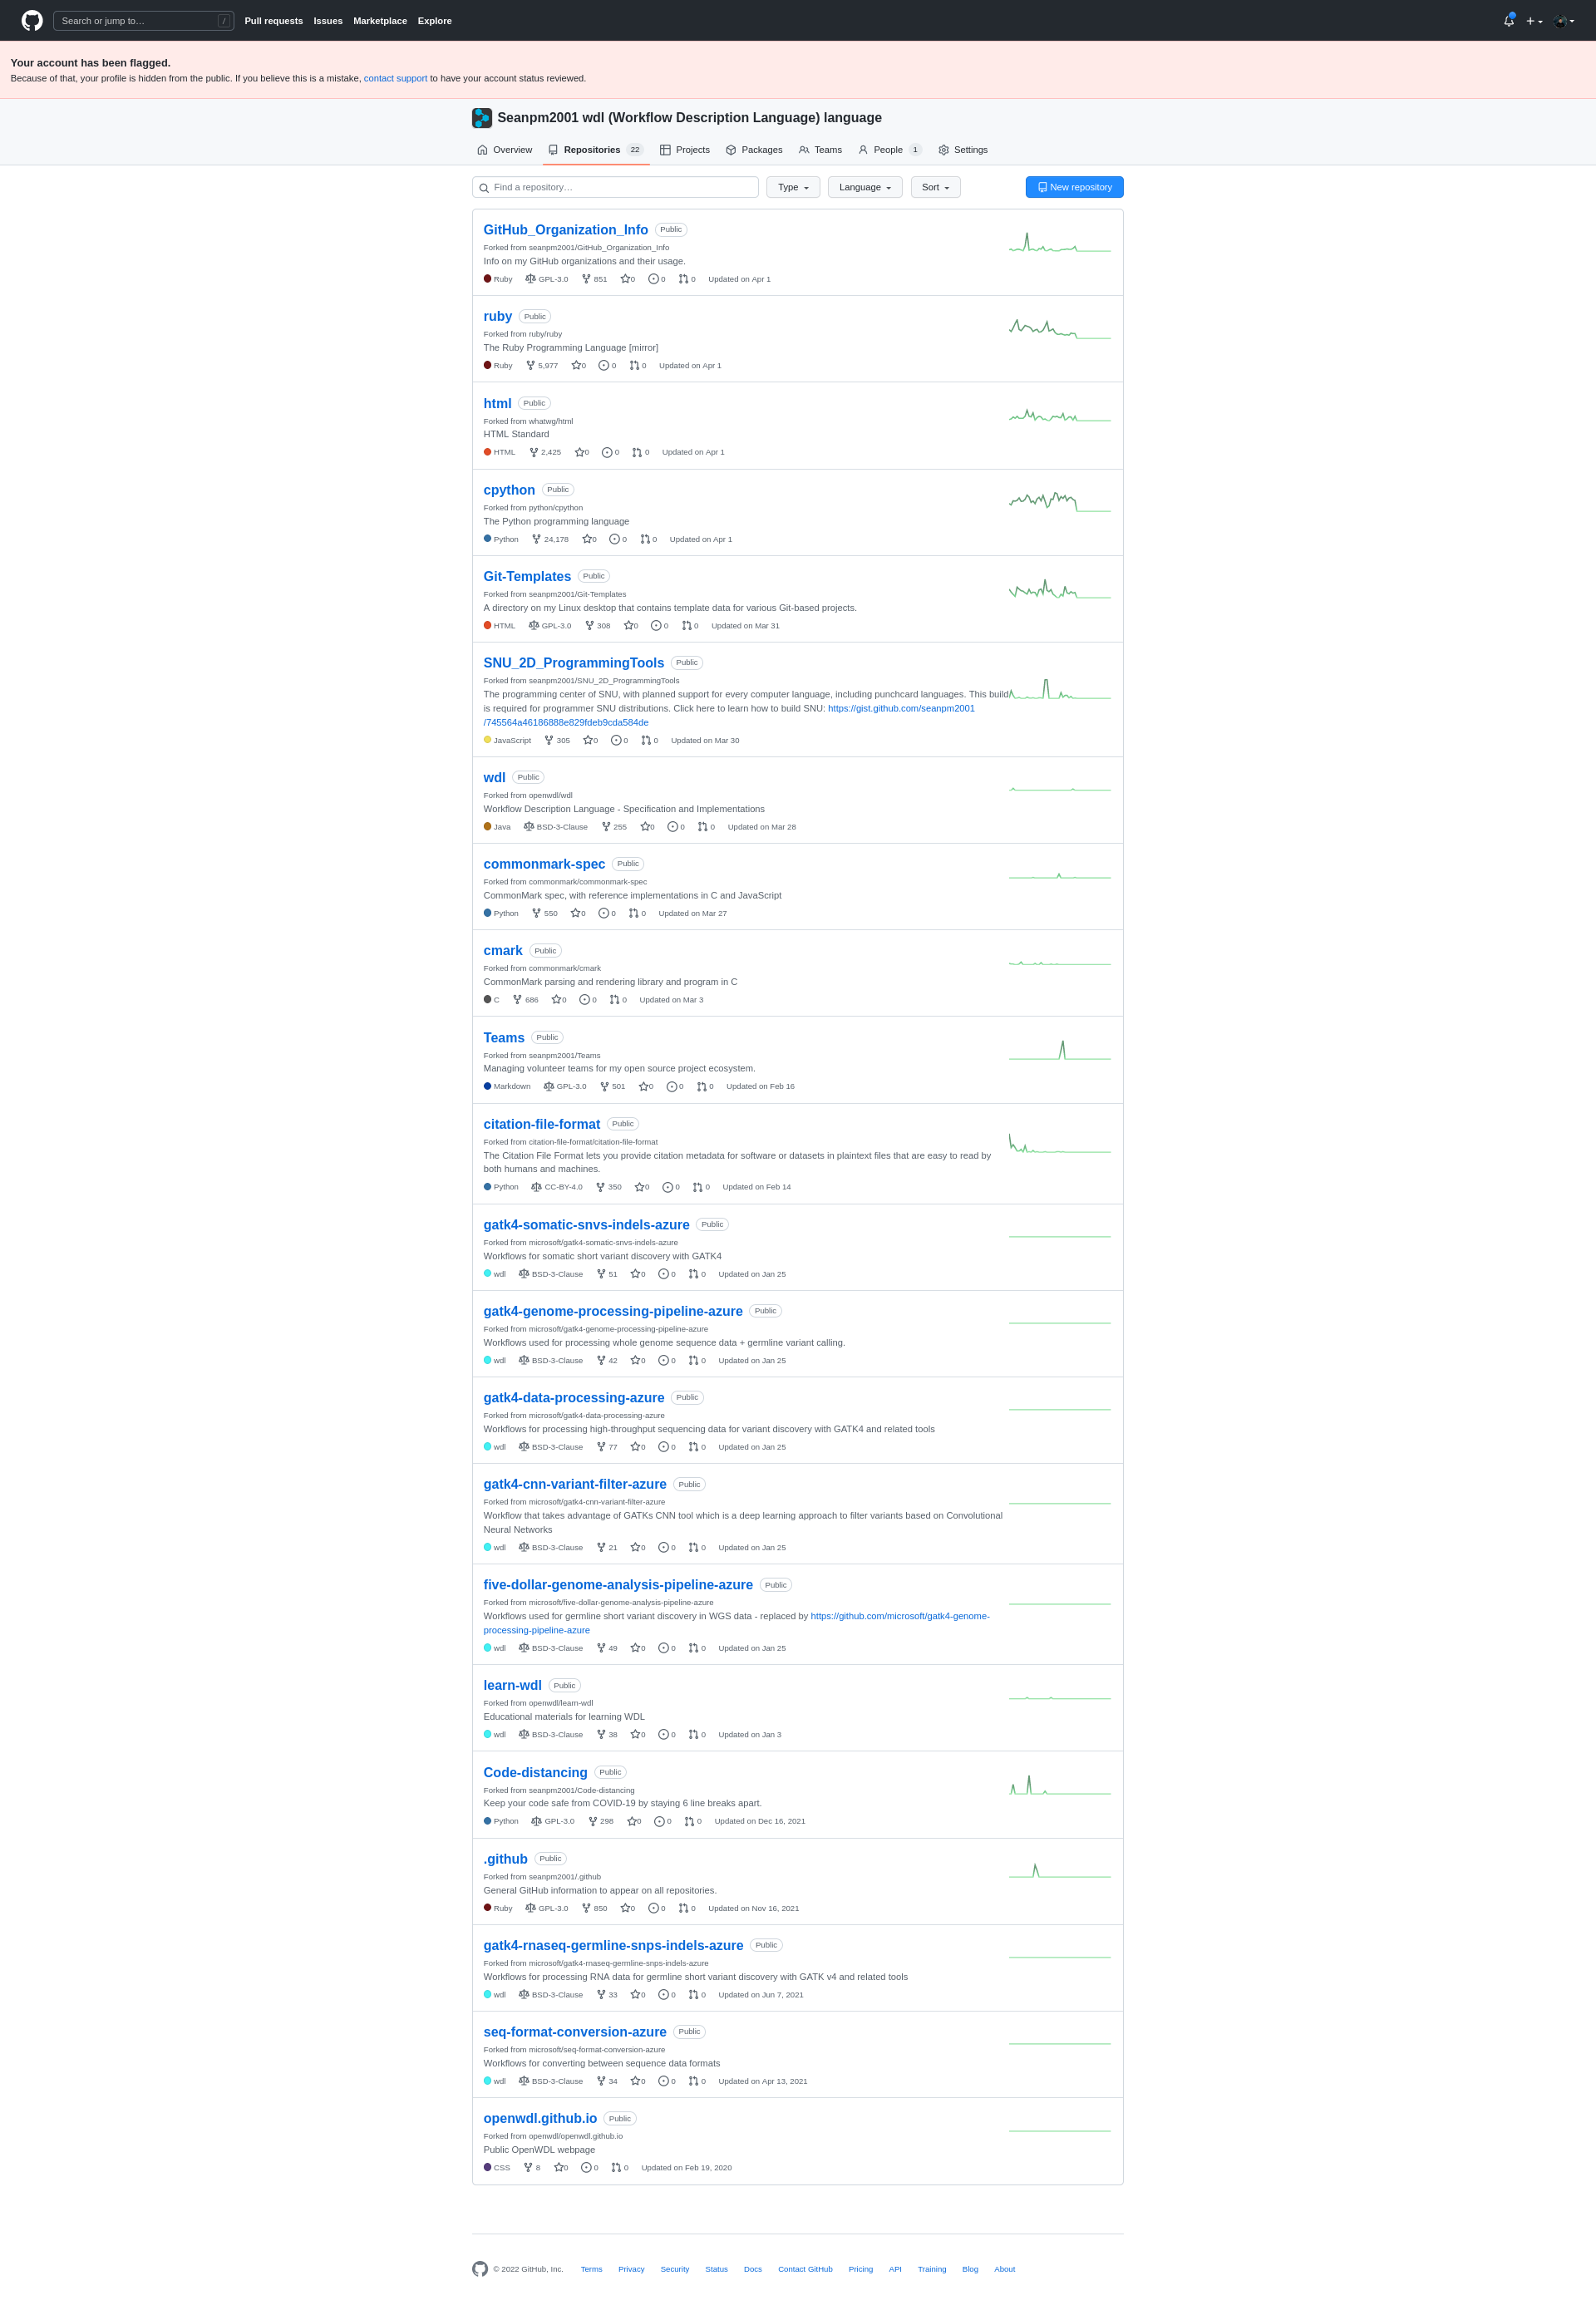 Search or jump to…
/
Pull requests Issues Marketplace Explore
Your account has been flagged.
Because of that, your profile is hidden from the public. If you believe this is a mistake, contact support to have your account status reviewed.
Seanpm2001 wdl (Workflow Description Language) language
Overview Repositories 22 Projects Packages Teams People 1 Settings
Find a repository… Type Language Sort New repository
GitHub_Organization_Info Public
Forked from seanpm2001/GitHub_Organization_Info
Info on my GitHub organizations and their usage.
Ruby GPL-3.0 851 0 0 0 Updated on Apr 1
ruby Public
Forked from ruby/ruby
The Ruby Programming Language [mirror]
Ruby 5,977 0 0 0 Updated on Apr 1
html Public
Forked from whatwg/html
HTML Standard
HTML 2,425 0 0 0 Updated on Apr 1
cpython Public
Forked from python/cpython
The Python programming language
Python 24,178 0 0 0 Updated on Apr 1
Git-Templates Public
Forked from seanpm2001/Git-Templates
A directory on my Linux desktop that contains template data for various Git-based projects.
HTML GPL-3.0 308 0 0 0 Updated on Mar 31
SNU_2D_ProgrammingTools Public
Forked from seanpm2001/SNU_2D_ProgrammingTools
The programming center of SNU, with planned support for every computer language, including punchcard languages. This build
is required for programmer SNU distributions. Click here to learn how to build SNU: https://gist.github.com/seanpm2001
/745564a46186888e829fdeb9cda584de
JavaScript 305 0 0 0 Updated on Mar 30
wdl Public
Forked from openwdl/wdl
Workflow Description Language - Specification and Implementations
Java BSD-3-Clause 255 0 0 0 Updated on Mar 28
commonmark-spec Public
Forked from commonmark/commonmark-spec
CommonMark spec, with reference implementations in C and JavaScript
Python 550 0 0 0 Updated on Mar 27
cmark Public
Forked from commonmark/cmark
CommonMark parsing and rendering library and program in C
C 686 0 0 0 Updated on Mar 3
Teams Public
Forked from seanpm2001/Teams
Managing volunteer teams for my open source project ecosystem.
Markdown GPL-3.0 501 0 0 0 Updated on Feb 16
citation-file-format Public
Forked from citation-file-format/citation-file-format
The Citation File Format lets you provide citation metadata for software or datasets in plaintext files that are easy to read by
both humans and machines.
Python CC-BY-4.0 350 0 0 0 Updated on Feb 14
gatk4-somatic-snvs-indels-azure Public
Forked from microsoft/gatk4-somatic-snvs-indels-azure
Workflows for somatic short variant discovery with GATK4
wdl BSD-3-Clause 51 0 0 0 Updated on Jan 25
gatk4-genome-processing-pipeline-azure Public
Forked from microsoft/gatk4-genome-processing-pipeline-azure
Workflows used for processing whole genome sequence data + germline variant calling.
wdl BSD-3-Clause 42 0 0 0 Updated on Jan 25
gatk4-data-processing-azure Public
Forked from microsoft/gatk4-data-processing-azure
Workflows for processing high-throughput sequencing data for variant discovery with GATK4 and related tools
wdl BSD-3-Clause 77 0 0 0 Updated on Jan 25
gatk4-cnn-variant-filter-azure Public
Forked from microsoft/gatk4-cnn-variant-filter-azure
Workflow that takes advantage of GATKs CNN tool which is a deep learning approach to filter variants based on Convolutional
Neural Networks
wdl BSD-3-Clause 21 0 0 0 Updated on Jan 25
five-dollar-genome-analysis-pipeline-azure Public
Forked from microsoft/five-dollar-genome-analysis-pipeline-azure
Workflows used for germline short variant discovery in WGS data - replaced by https://github.com/microsoft/gatk4-genome-
processing-pipeline-azure
wdl BSD-3-Clause 49 0 0 0 Updated on Jan 25
learn-wdl Public
Forked from openwdl/learn-wdl
Educational materials for learning WDL
wdl BSD-3-Clause 38 0 0 0 Updated on Jan 3
Code-distancing Public
Forked from seanpm2001/Code-distancing
Keep your code safe from COVID-19 by staying 6 line breaks apart.
Python GPL-3.0 298 0 0 0 Updated on Dec 16, 2021
.github Public
Forked from seanpm2001/.github
General GitHub information to appear on all repositories.
Ruby GPL-3.0 850 0 0 0 Updated on Nov 16, 2021
gatk4-rnaseq-germline-snps-indels-azure Public
Forked from microsoft/gatk4-rnaseq-germline-snps-indels-azure
Workflows for processing RNA data for germline short variant discovery with GATK v4 and related tools
wdl BSD-3-Clause 33 0 0 0 Updated on Jun 7, 2021
seq-format-conversion-azure Public
Forked from microsoft/seq-format-conversion-azure
Workflows for converting between sequence data formats
wdl BSD-3-Clause 34 0 0 0 Updated on Apr 13, 2021
openwdl.github.io Public
Forked from openwdl/openwdl.github.io
Public OpenWDL webpage
CSS 8 0 0 0 Updated on Feb 19, 2020
© 2022 GitHub, Inc. Terms Privacy Security Status Docs Contact GitHub Pricing API Training Blog About